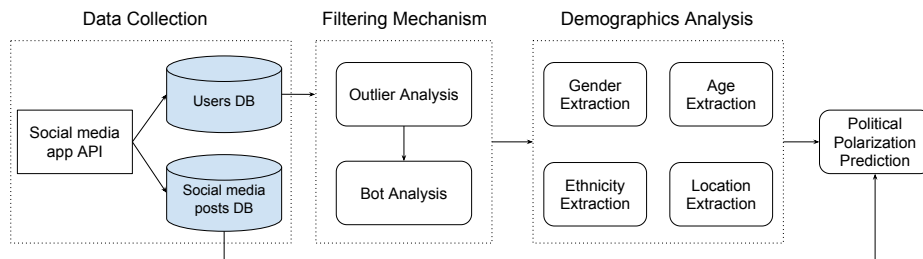 Data Collection
Social media
app API
Users DB
Social media
posts DB
Filtering Mechanism
Outlier Analysis
Bot Analysis
Demographics Analysis
Gender
Extraction
Age
Extraction
Ethnicity
Extraction
Location
Extraction
Political
Polarization
Prediction